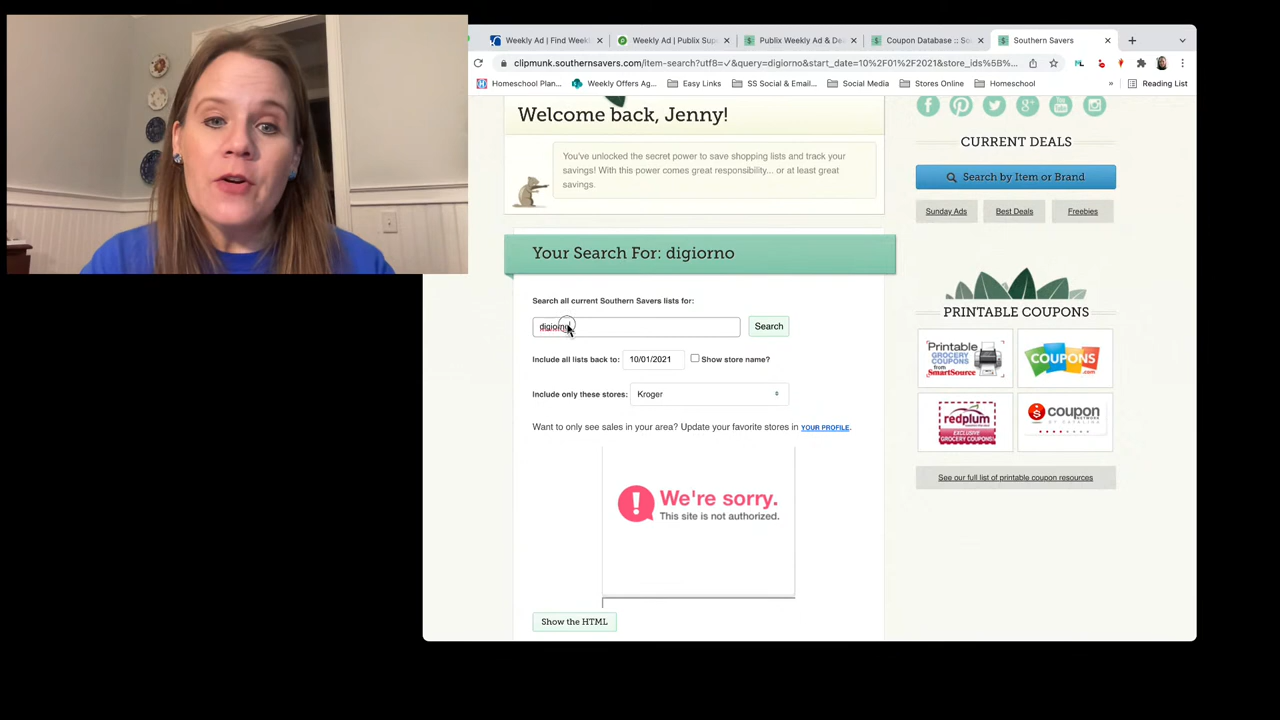 Weekly Ad | Find Week
Weekly Ad | Publix Sup
Publix Weekly Ad & De
Coupon Database :: So
Southern Savers
clipmunk.southernsavers.com/item-search?utf8=✓&query=digiorno&start_date=10%2F01%2F2021&store_ids%5B%...
Homeschool Plan...
Weekly Offers Ag...
Easy Links
SS Social & Email...
Social Media
Stores Online
Homeschool
»
Reading List
Welcome back, Jenny!
You've unlocked the secret power to save shopping lists and track your
savings! With this power comes great responsibility... or at least great
savings.
CURRENT DEALS
Search by Item or Brand
Sunday Ads
Best Deals
Freebies
Your Search For: digiorno
Search all current Southern Savers lists for:
digiorno
Search
Include all lists back to:
10/01/2021
Show store name?
Include only these stores:
Kroger
Want to only see sales in your area? Update your favorite stores in YOUR PROFILE.
We're sorry.
This site is not authorized.
Show the HTML
PRINTABLE COUPONS
Printable
GROCERY
COUPONS
from
SmartSource
COUPONS
.com
redplum
EXCLUSIVE
GROCERY COUPONS!
coupon
NETWORK
BY CATALINA
See our full list of printable coupon resources